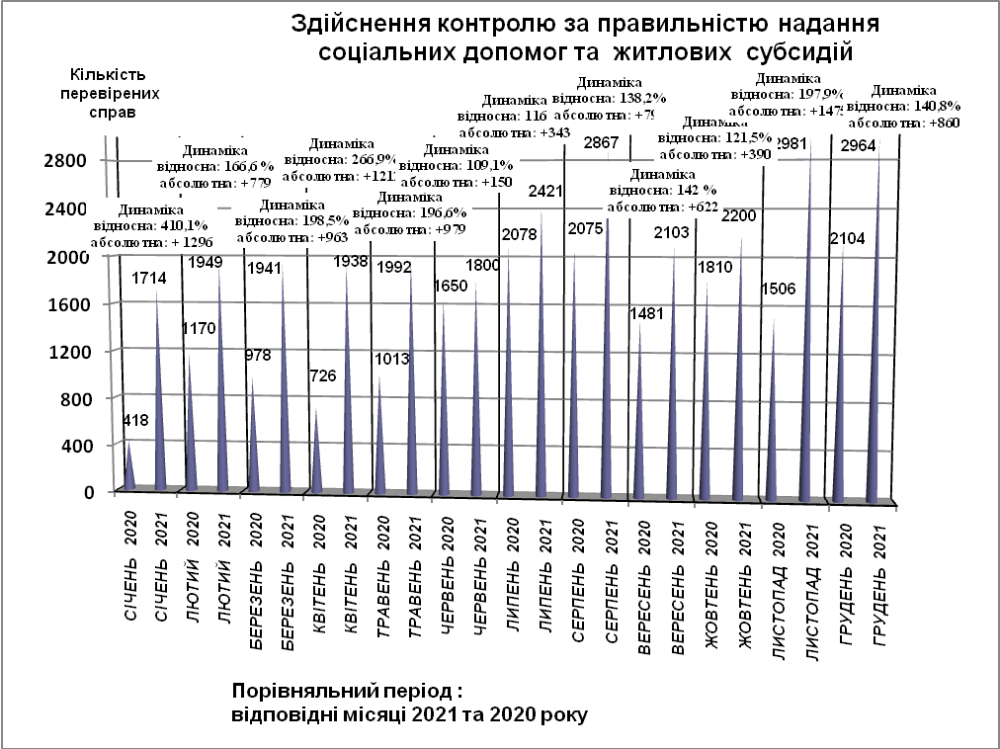 Здійснення контролю за правильністю надання
соціальних допомог та житлових субсидій
Кількість
перевірених
справ
Динаміка
відносна: 410,1%
абсолютна: + 1296
Динаміка
відносна: 166,6 %
абсолютна: +779
Динаміка
відносна: 198,5%
абсолютна: +963
Динаміка
відносна: 266,9%
абсолютна:
Динаміка
відносна: 196,6%
абсолютна: +979
Динаміка
відносна: 109,1%
абсолютна: +150
Динаміка
відносна: 116
абсолютна: +343
Динаміка
відносна: 138,2%
абсолютна:
Динаміка
відносна: 142 %
абсолютна: +622
Динаміка
відносна: 121,5%
абсолютна: +390
Динаміка
відносна: 197,9%
абсолютна:
Динаміка
відносна: 140,8%
абсолютна: +860
2800
2400
2000
1600
1200
800
400
0
418
1714
1170
1949
978
1941
726
1938
1013
1992
1650
1800
2078
2421
2075
2867
1481
2103
1810
2200
1506
2981
2104
2964
СІЧЕНЬ 2020
СІЧЕНЬ 2021
ЛЮТИЙ 2020
ЛЮТИЙ 2021
БЕРЕЗЕНЬ 2020
БЕРЕЗЕНЬ 2021
КВІТЕНЬ 2020
КВІТЕНЬ 2021
ТРАВЕНЬ 2020
ТРАВЕНЬ 2021
ЧЕРВЕНЬ 2020
ЧЕРВЕНЬ 2021
ЛИПЕНЬ 2020
ЛИПЕНЬ 2021
СЕРПЕНЬ 2020
СЕРПЕНЬ 2021
ВЕРЕСЕНЬ 2020
ВЕРЕСЕНЬ 2021
ЖОВТЕНЬ 2020
ЖОВТЕНЬ 2021
ЛИСТОПАД 2020
ЛИСТОПАД 2021
ГРУДЕНЬ 2020
ГРУДЕНЬ 2021
Порівняльний період :
відповідні місяці 2021 та 2020 року